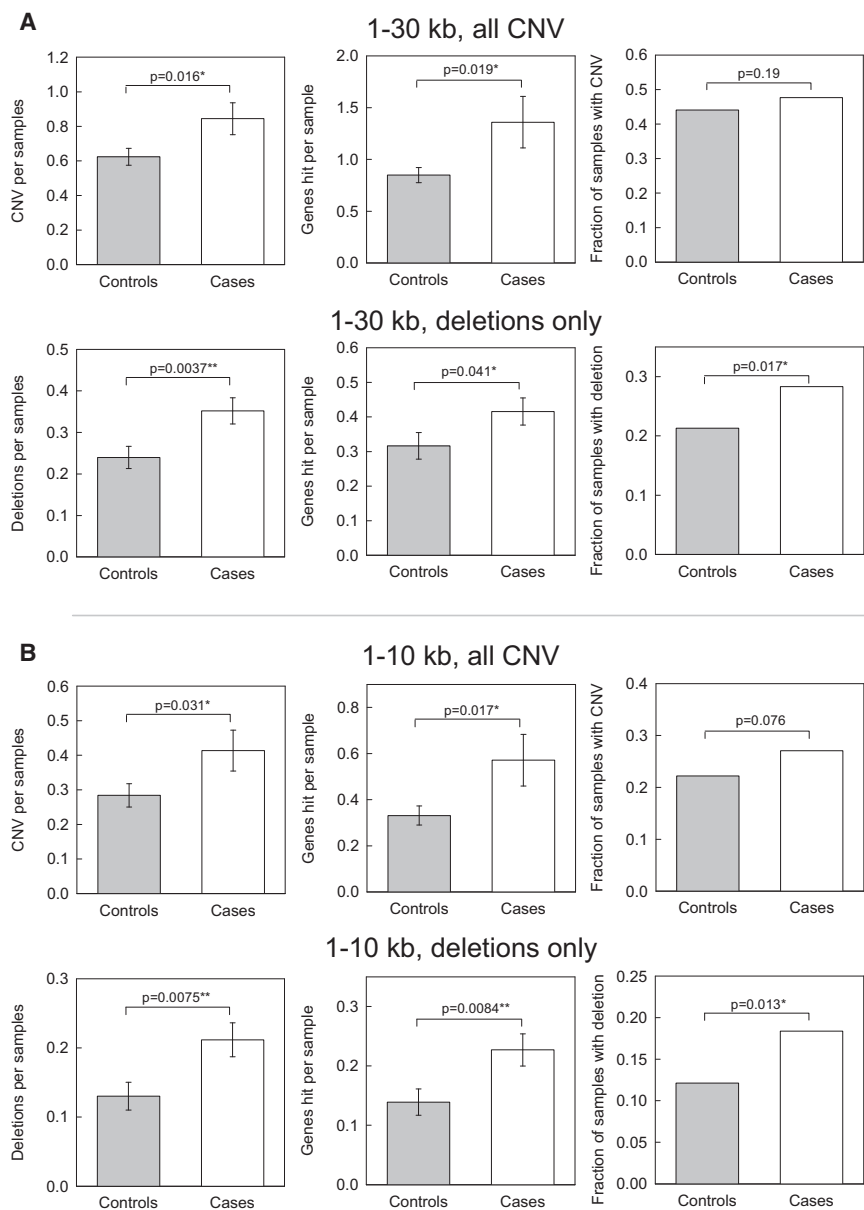 A
1-30 kb, all CNV
CNV per samples
1.2
1.0
0.8
0.6
0.4
0.2
0.0
p=0.016*
Controls
Cases
Genes hit per sample
2.0
1.5
1.0
0.5
0.0
p=0.019*
Controls
Cases
Fraction of samples with CNV
0.6
0.5
0.4
0.3
0.2
0.1
0.0
p=0.19
Controls
Cases
1-30 kb, deletions only
Deletions per samples
0.5
0.4
0.3
0.2
0.1
0.0
p=0.0037**
Controls
Cases
Genes hit per sample
0.6
0.5
0.4
0.3
0.2
0.1
0.0
p=0.041*
Controls
Cases
Fraction of samples with deletion
0.3
0.2
0.1
0.0
p=0.017*
Controls
Cases
B
1-10 kb, all CNV
CNV per samples
0.6
0.5
0.4
0.3
0.2
0.1
0.0
p=0.031*
Controls
Cases
Genes hit per sample
0.8
0.6
0.4
0.2
0.0
p=0.017*
Controls
Cases
Fraction of samples with CNV
0.4
0.3
0.2
0.1
0.0
p=0.076
Controls
Cases
1-10 kb, deletions only
Deletions per samples
0.3
0.2
0.1
0.0
p=0.0075**
Controls
Cases
Genes hit per sample
0.3
0.2
0.1
0.0
p=0.0084**
Controls
Cases
Fraction of samples with deletion
0.25
0.20
0.15
0.10
0.05
0.00
p=0.013*
Controls
Cases